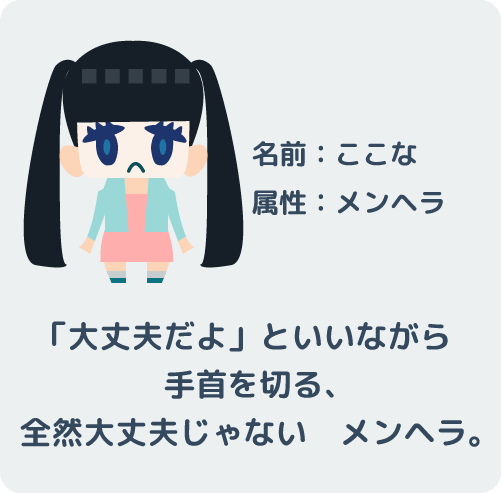 名前：ここな
属性：メンヘラ
「大丈夫だよ」といいながら
手首を切る、
全然大丈夫じゃない　メンヘラ。